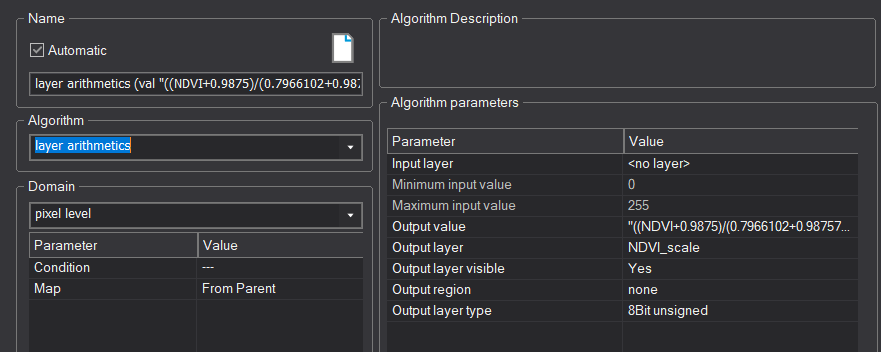 Name
Automatic
layer arithmetics (val "((NDVI+0.9875)/(0.7966102+0.987
Algorithm
layer arithmetics
Domain
pixel level
Parameter Value
Condition ---
Map From Parent
Algorithm Description
Algorithm parameters
Parameter Value
Input layer <no layer>
Minimum input value 0
Maximum input value 255
Output value "((NDVI+0.9875)/(0.7966102+0.98757...
Output layer NDVI_scale
Output layer visible Yes
Output region none
Output layer type 8Bit unsigned